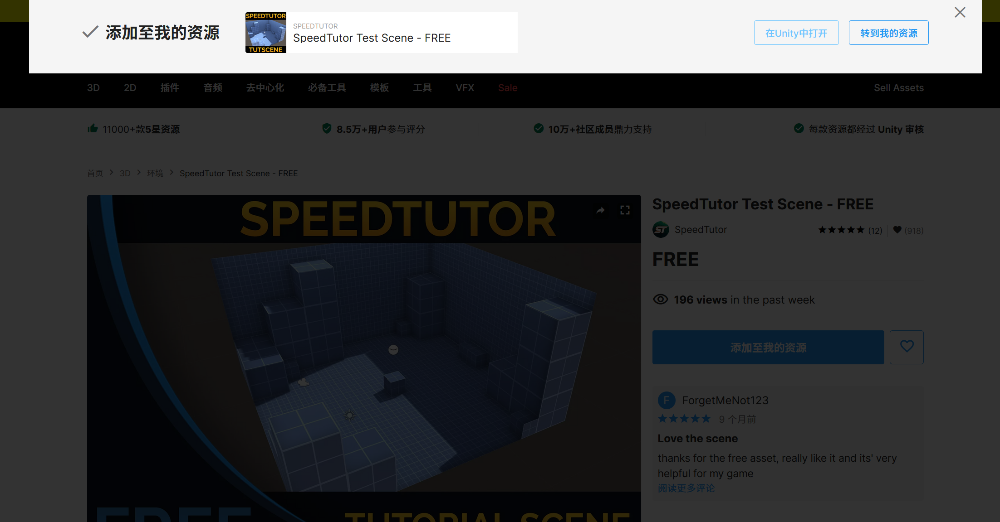 添加至我的资源
SPEEDTUTOR
TUTSCENE
SPEEDTUTOR
SpeedTutor Test Scene - FREE
在Unity中打开
转到我的资源
3D 2D 插件 音频 去中心化 必备工具 模板 工具 VFX Sale Sell Assets
11000+款5星资源 8.5万+用户参与评分 10万+社区成员鼎力支持 每款资源都经过 Unity 审核
首页 3D 环境 SpeedTutor Test Scene - FREE
SPEEDTUTOR
FREE
TUTORIAL SCENE
SpeedTutor Test Scene - FREE
ST SpeedTutor (12) (918)
FREE
196 views in the past week
添加至我的资源
F ForgetMeNot123
9 个月前
Love the scene
thanks for the free asset, really like it and its' very
helpful for my game
阅读更多评论